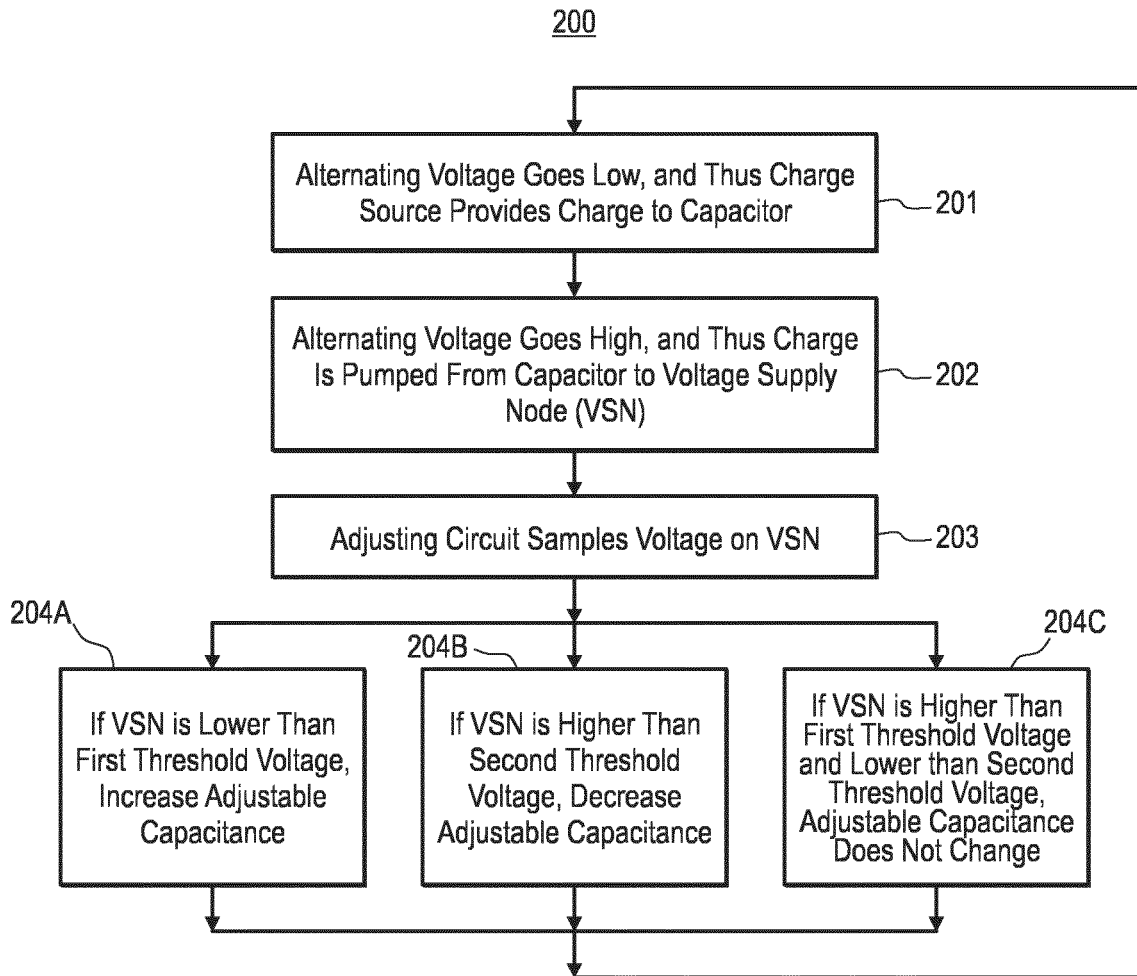 200
Alternating Voltage Goes Low, and Thus Charge
Source Provides Charge to Capacitor
201
Alternating Voltage Goes High, and Thus Charge
Is Pumped From Capacitor to Voltage Supply
Node (VSN)
202
Adjusting Circuit Samples Voltage on VSN
203
204A
If VSN is Lower Than
First Threshold Voltage,
Increase Adjustable
Capacitance
204B
If VSN is Higher Than
Second Threshold
Voltage, Decrease
Adjustable Capacitance
204C
If VSN is Higher Than
First Threshold Voltage
and Lower than Second
Threshold Voltage,
Adjustable Capacitance
Does Not Change